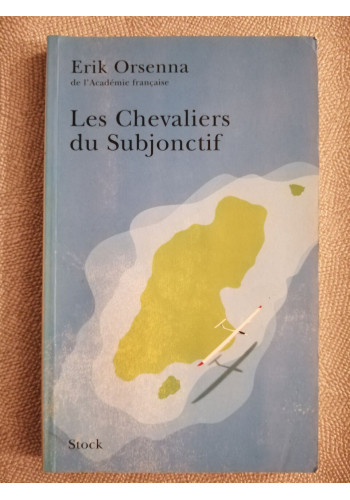 Erik Orsenna
de l'Académie française
Les Chevaliers
du Subjonctif
Stock